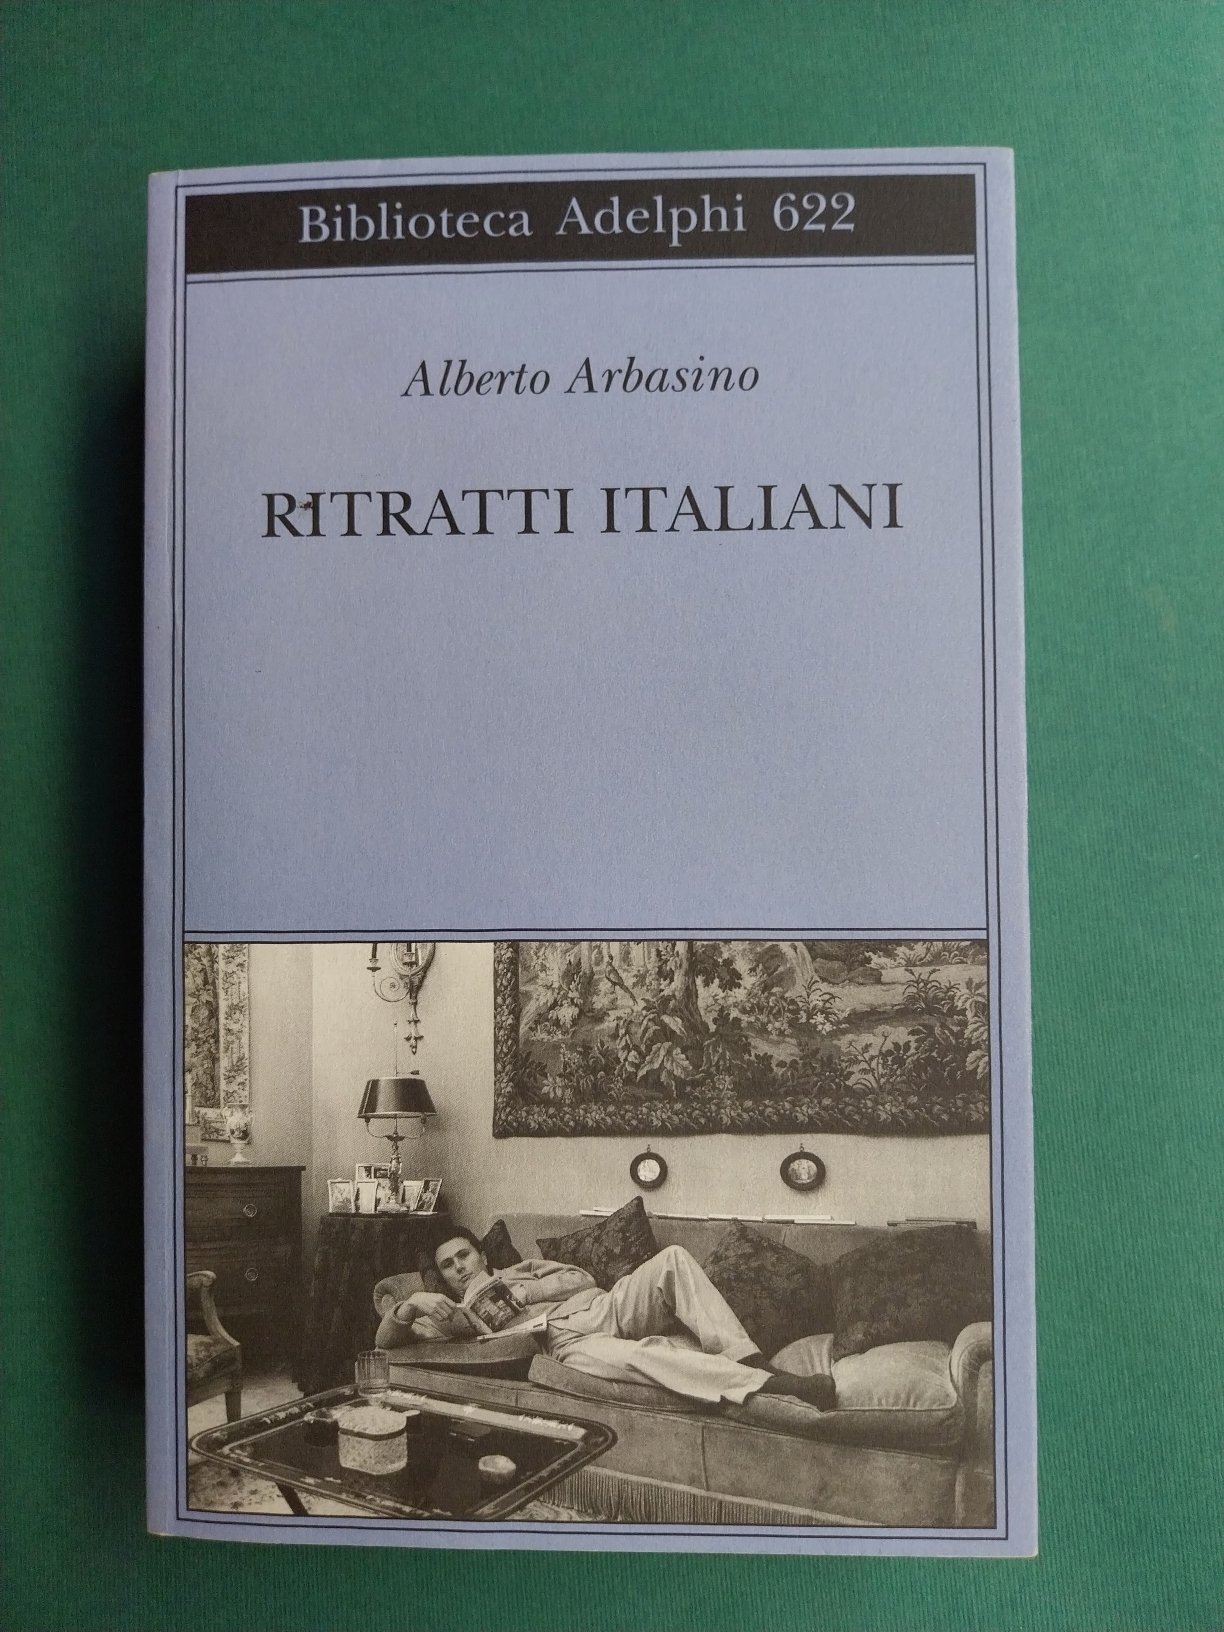 Biblioteca Adelphi 622
Alberto Arbasino
RITRATTI ITALIANI